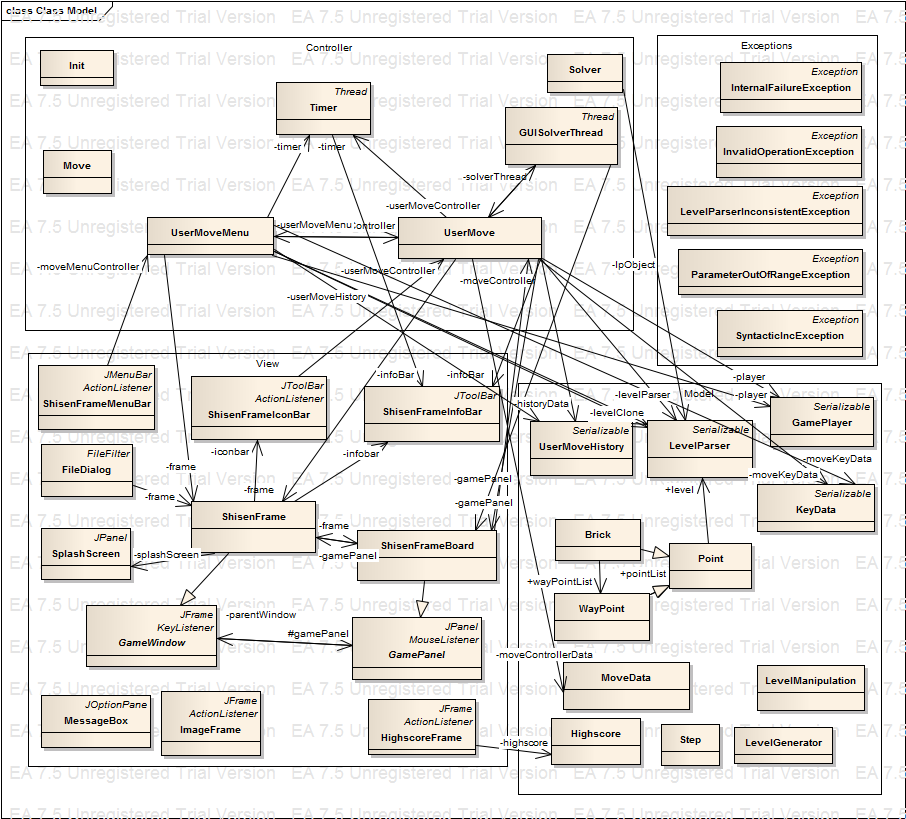 class Class Model
EA 7.5 Unregistered Trial Version
Controller
Init
Move
Thread
Timer
Solver
Thread
GUISolverThread
-timer
-timer
-solverThread
-userMoveController
UserMoveMenu
-userMoveMenu
:ontroller
UserMove
-moveMenuController
-userMoveController
-moveController
-userMoveHistory
-lpObject
Exceptions
Exception
InternalFailureException
Exception
InvalidOperationException
Exception
LevelParserInconsistentException
Exception
ParameterOutOfRangeException
Exception
SyntacticIncException
View
JMenuBar
ActionListener
ShisenFrameMenuBar
JToolBar
ActionListener
ShisenFrameIconBar
-infoBar
-infoBar
JToolBar
ShisenFrameInfoBar
FileFilter
FileDialog
-iconbar
-infobar
-frame
-frame
-frame
ShisenFrame
-frame
-gamePanel
-gamePanel
-gamePanel
ShisenFrameBoard
JPanel
SplashScreen
-splashScreen
JFrame
KeyListener
GameWindow
-parentWindow
#gamePanel
JPanel
MouseListener
GamePanel
JOptionPane
MessageBox
JFrame
ActionListener
ImageFrame
JFrame
ActionListener
HighscoreFrame
-highscore
Model
-player
-player
-levelParser
-historyData
-levelClone
Serializable
UserMoveHistory
Serializable
LevelParser
Serializable
GamePlayer
-moveKeyData
-moveKeyData
Serializable
KeyData
+level
Brick
Point
+pointList
+wayPointList
WayPoint
-moveControllerData
MoveData
LevelManipulation
Highscore
Step
LevelGenerator